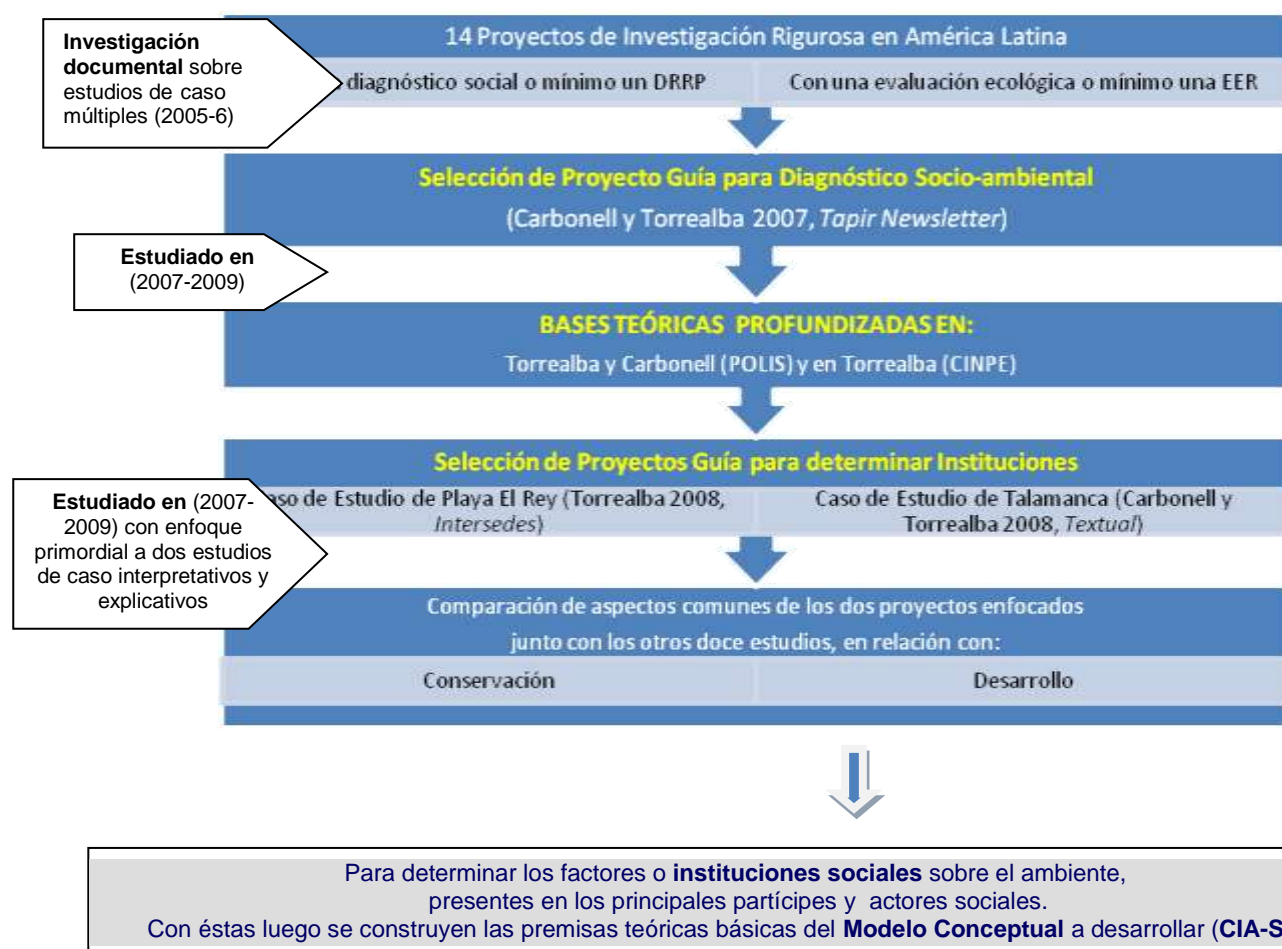 Investigación
documental sobre
estudios de caso
múltiples (2005-6)
14 Proyectos de Investigación Rigurosa en América Latina
diagnóstico social o mínimo un DRRP
Con una evaluación ecológica o mínimo una EER
Selección de Proyecto Guía para Diagnóstico Socio-ambiental
(Carbonell y Torrealba 2007, Tapir Newsletter)
Estudiado en
(2007-2009)
BASES TEÓRICAS PROFUNDIZADAS EN:
Torrealba y Carbonell (POLIS) y en Torrealba (CINPE)
Selección de Proyectos Guía para determinar Instituciones
Estudiado en (2007-
2009) con enfoque
primordial a dos estudios
de caso interpretativos y
explicativos
de Estudio de Playa El Rey (Torrealba 2008,
Intersedes)
Caso de Estudio de Talamanca (Carbonell y
Torrealba 2008, Textual)
Comparación de aspectos comunes de los dos proyectos enfocados
junto con los otros doce estudios, en relación con:
Conservación
Desarrollo
Para determinar los factores o instituciones sociales sobre el ambiente,
presentes en los principales partícipes y actores sociales.
Con éstas luego se construyen las premisas teóricas básicas del Modelo Conceptual a desarrollar (CIA-S